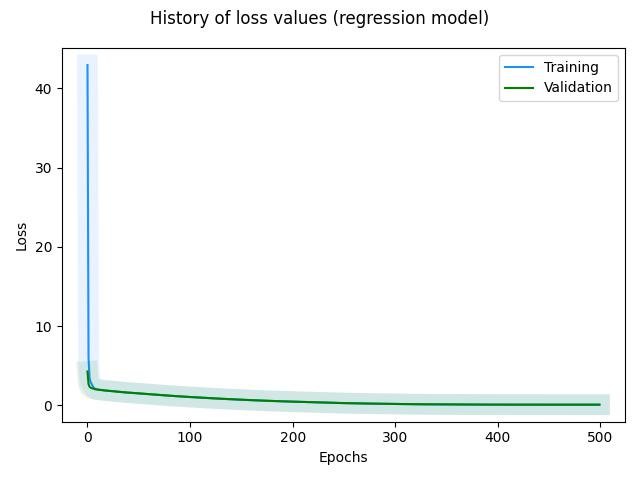 History of loss values (regression model)
Training
Validation
40
30
20
10
0
Loss
0 100 200 300 400 500
Epochs